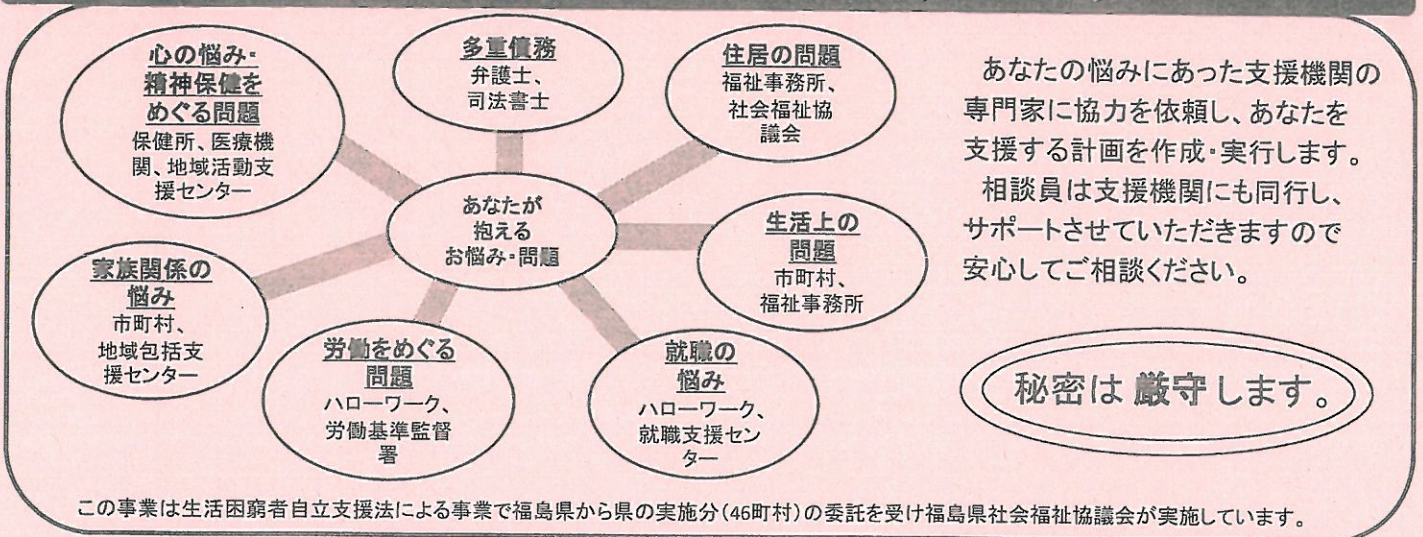 心の悩み・
精神保健を
めぐる問題
保健所、医療機
関、地域活動支
援センター
多重債務
弁護士、
司法書士
住居の問題
福祉事務所、
社会福祉協
議会
あなたが
抱える
お悩み・問題
生活上の
問題
市町村、
福祉事務所
家族関係の
悩み
市町村、
地域包括支
援センター
労働をめぐる
問題
ハローワーク、
労働基準監督
署
就職の
悩み
ハローワーク、
就職支援セン
ター
あなたの悩みにあった支援機関の
専門家に協力を依頼し、あなたを
支援する計画を作成・実行します。
相談員は支援機関にも同行し、
サポートさせていただきますので
安心してご相談ください。
秘密は厳守します。
この事業は生活困窮者自立支援法による事業で福島県から県の実施分(46町村)の委託を受け福島県社会福祉協議会が実施しています。